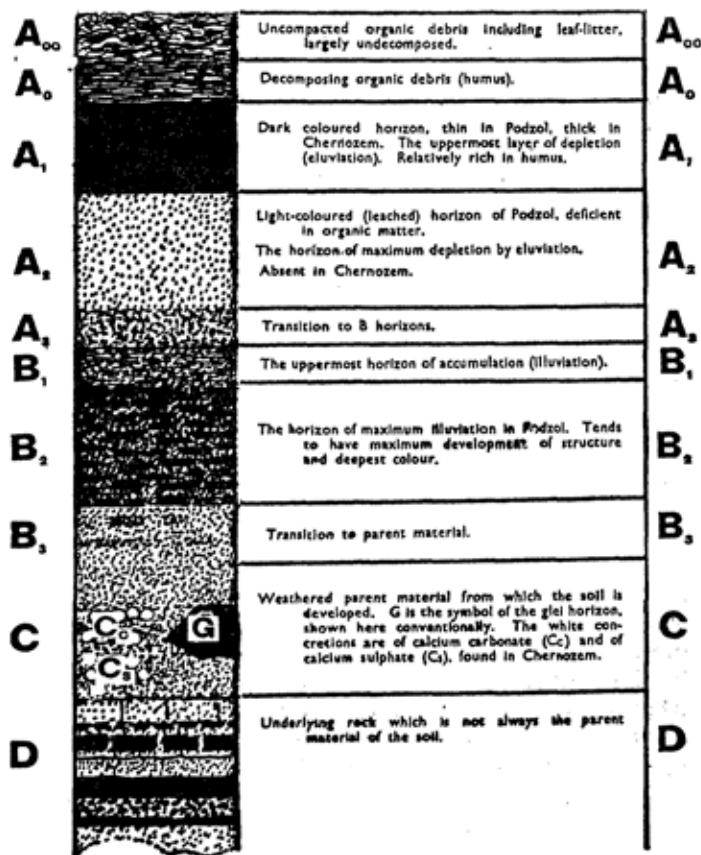 A₀₀
Uncompacted organic debris including leaf-litter,
largely undecomposed.
A₀₀
A₀
Decomposing organic debris (humus).
A₀
A₁
Dark coloured horizon, thin in Podzol, thick in
Chernozem. The uppermost layer of depletion
(eluviation). Relatively rich in humus.
A₁
A₂
Light-coloured (leached) horizon of Podzol, deficient
in organic matter.
The horizon of maximum depletion by eluviation.
Absent in Chernozem.
A₂
A₃
Transition to B horizons.
A₃
B₁
The uppermost horizon of accumulation (illuviation).
B₁
B₂
The horizon of maximum illuviation in Podzol. Tends
to have maximum development of structure
and deepest colour.
B₂
B₃
Transition to parent material.
B₃
C
Cc
G
Cs
Weathered parent material from which the soil is
developed. G is the symbol of the glei horizon,
shown here conventionally. The white con-
cretions are of calcium carbonate (Cc) and of
calcium sulphate (Cs), found in Chernozem.
C
D
Underlying rock which is not always the parent
material of the soil.
D